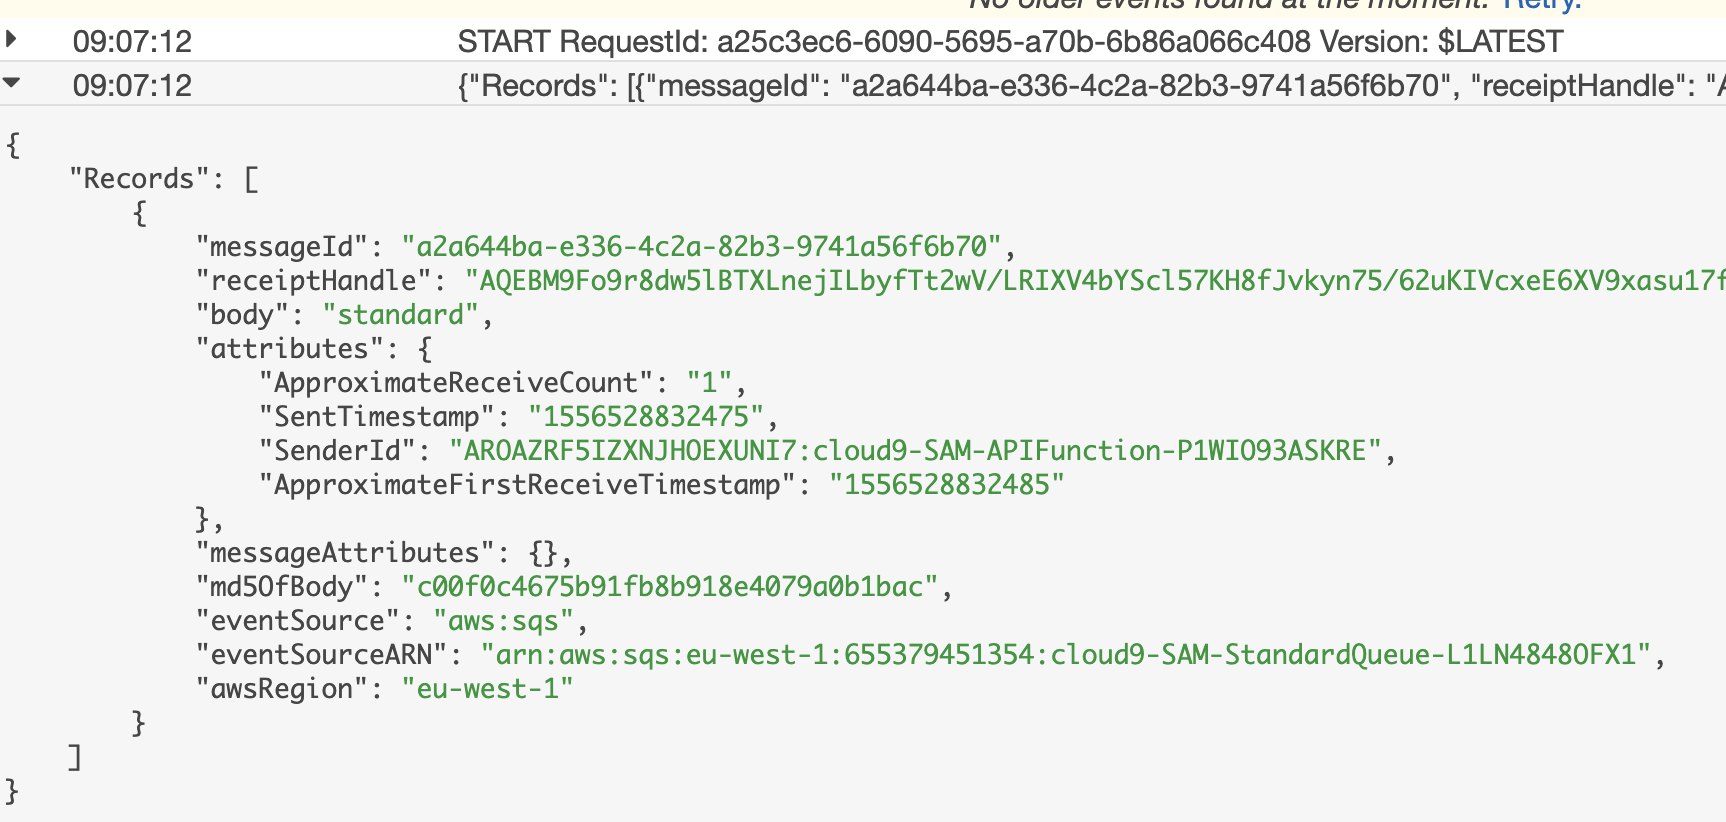 No older events found at the moment. Retry.
09:07:12 START RequestId: a25c3ec6-6090-5695-a70b-6b86a066c408 Version: $LATEST
09:07:12 {"Records": [{"messageId": "a2a644ba-e336-4c2a-82b3-9741a56f6b70", "receiptHandle": "A
{
"Records": [
{
"messageId": "a2a644ba-e336-4c2a-82b3-9741a56f6b70",
"receiptHandle": "AQEBM9Fo9r8dw5lBTXLnejILbyfTt2wV/LRIXV4bYScl57KH8fJvkyn75/62uKIVcxeE6XV9xasu17f
"body": "standard",
"attributes": {
"ApproximateReceiveCount": "1",
"SentTimestamp": "1556528832475",
"SenderId": "AROAZRF5IZXNJHOEXUNI7:cloud9-SAM-APIFunction-P1WIO93ASKRE",
"ApproximateFirstReceiveTimestamp": "1556528832485"
},
"messageAttributes": {},
"md5OfBody": "c00f0c4675b91fb8b918e4079a0b1bac",
"eventSource": "aws:sqs",
"eventSourceARN": "arn:aws:sqs:eu-west-1:655379451354:cloud9-SAM-StandardQueue-L1LN4848OFX1",
"awsRegion": "eu-west-1"
}
]
}